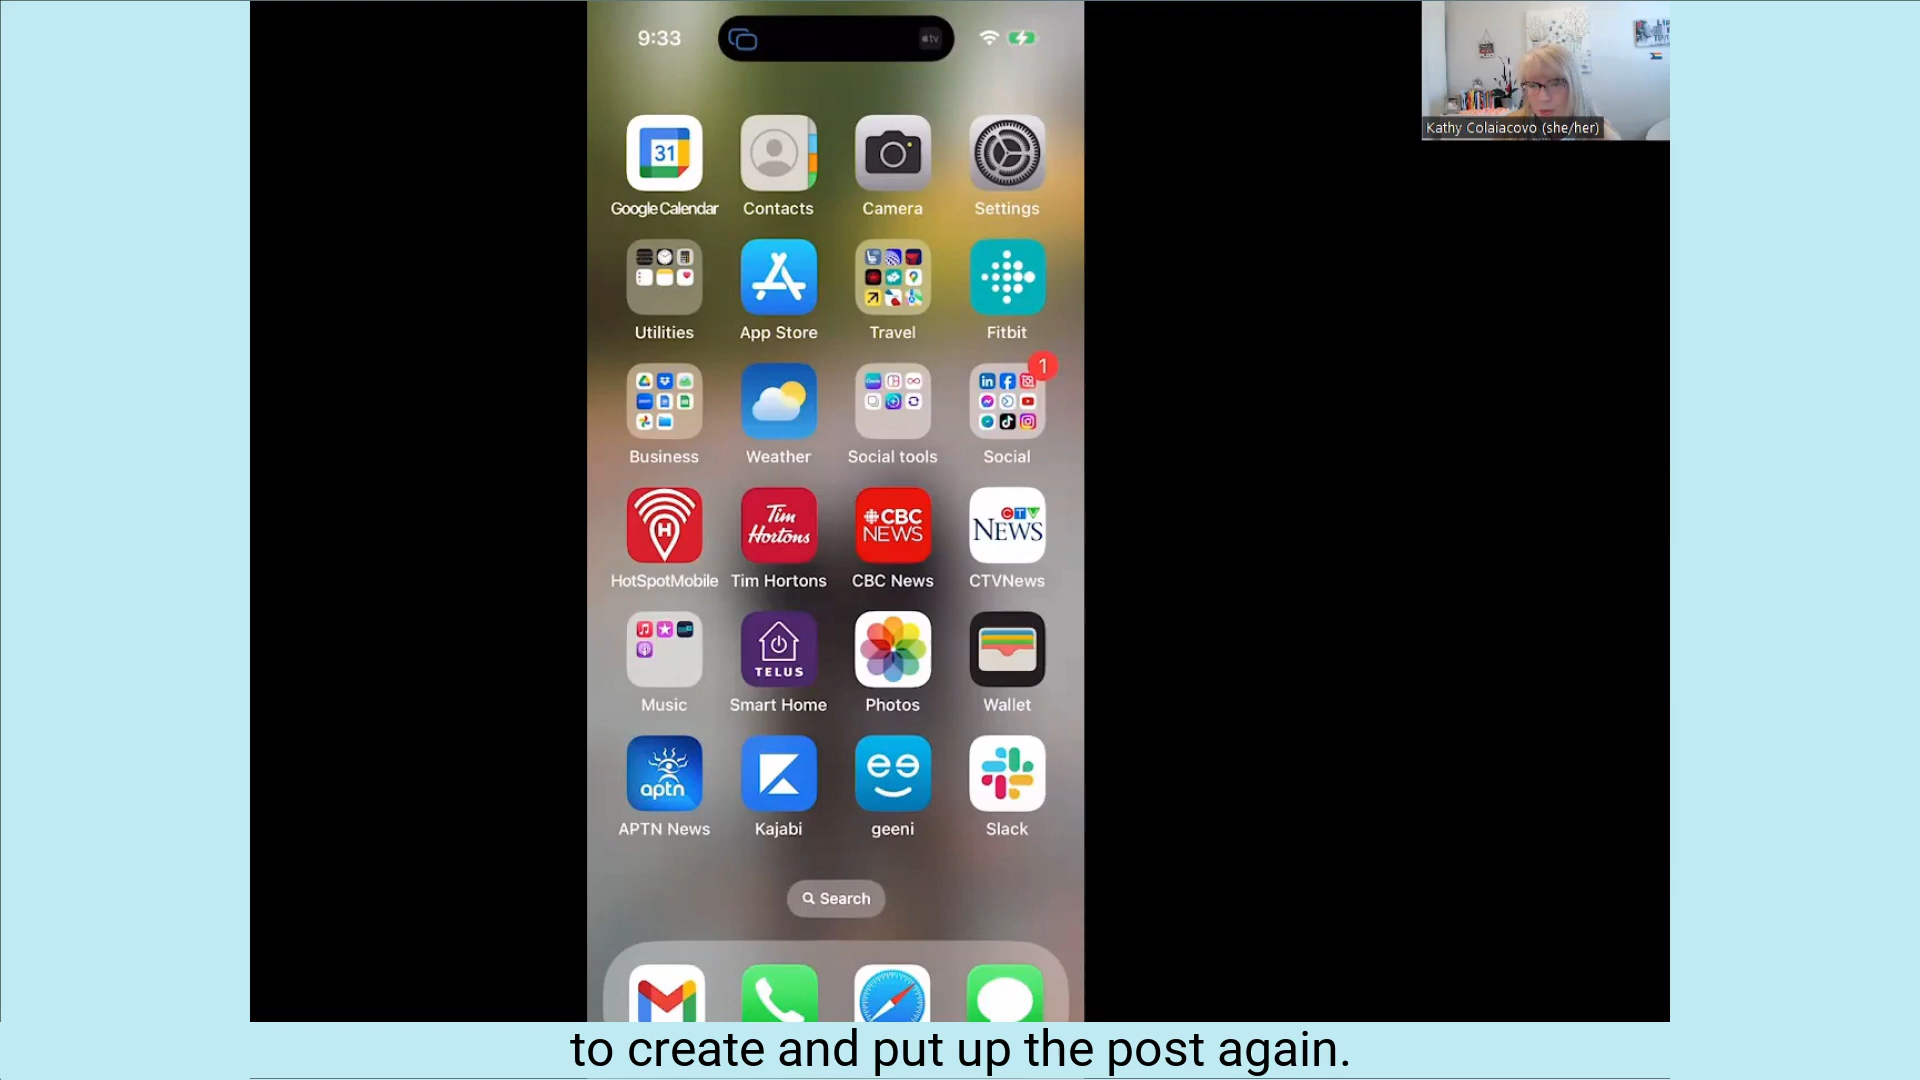 9:33
tv
Kathy Colaiacovo (she/her)
31
Google Calendar
Contacts
Camera
Settings
Utilities
App Store
Travel
Fitbit
1
Business
Weather
Social tools
Social
H
Tim Hortons
CBC NEWS
CTV NEWS
HotSpotMobile
Tim Hortons
CBC News
CTVNews
TELUS
Music
Smart Home
Photos
Wallet
aptn
APTN News
Kajabi
geeni
Slack
Search
to create and put up the post again.